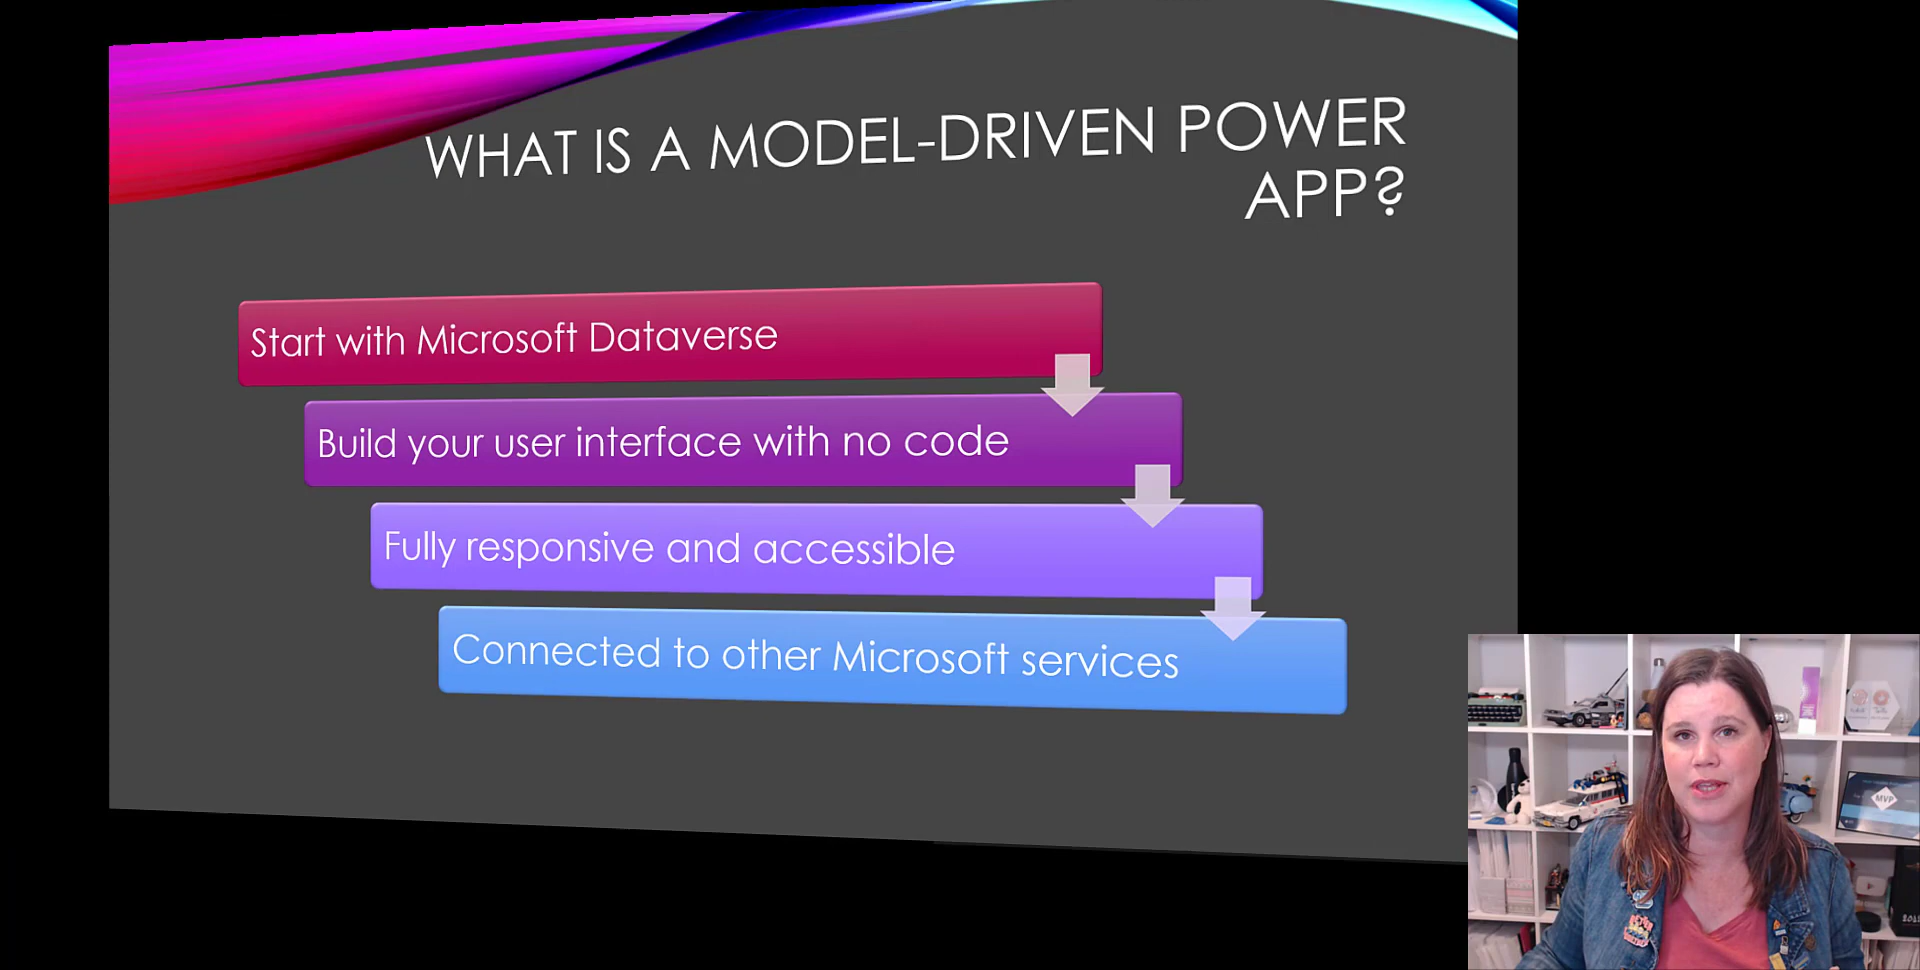 WHAT IS A MODEL-DRIVEN POWER
APP?
Start with Microsoft Dataverse
Build your user interface with no code
Fully responsive and accessible
Connected to other Microsoft services
MVP